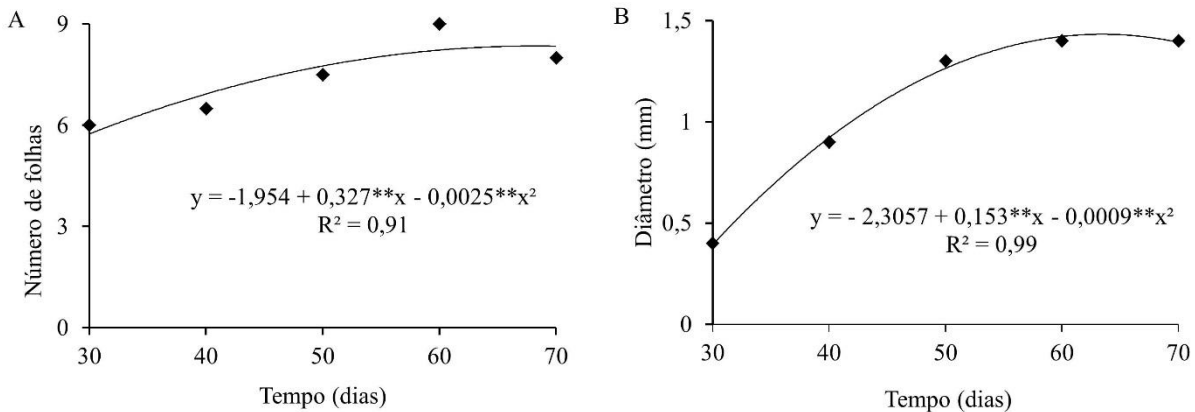 A
Número de folhas
9
6
3
0
y = -1,954 + 0,327**x - 0,0025**x²
R² = 0,91
30 40 50 60 70
Tempo (dias)
B
Diâmetro (mm)
1,5
1
0,5
0
y = - 2,3057 + 0,153**x - 0,0009**x²
R² = 0,99
30 40 50 60 70
Tempo (dias)